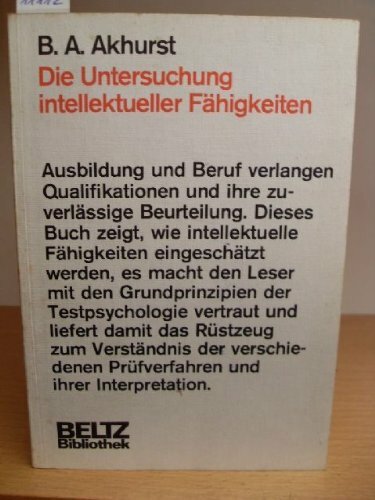 B. A. Akhurst
Die Untersuchung
intellektueller Fähigkeiten
Ausbildung und Beruf verlangen
Qualifikationen und ihre zu-
verlässige Beurteilung. Dieses
Buch zeigt, wie intellektuelle
Fähigkeiten eingeschätzt
werden, es macht den Leser
mit den Grundprinzipien der
Testpsychologie vertraut und
liefert damit das Rüstzeug
zum Verständnis der verschie-
denen Prüfverfahren und
ihrer Interpretation.
BELTZ
Bibliothek